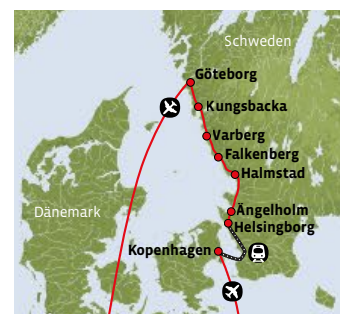 Schweden
Göteborg
Kungsbacka
Varberg
Falkenberg
Halmstad
Dänemark
Ängelholm
Helsingborg
Kopenhagen